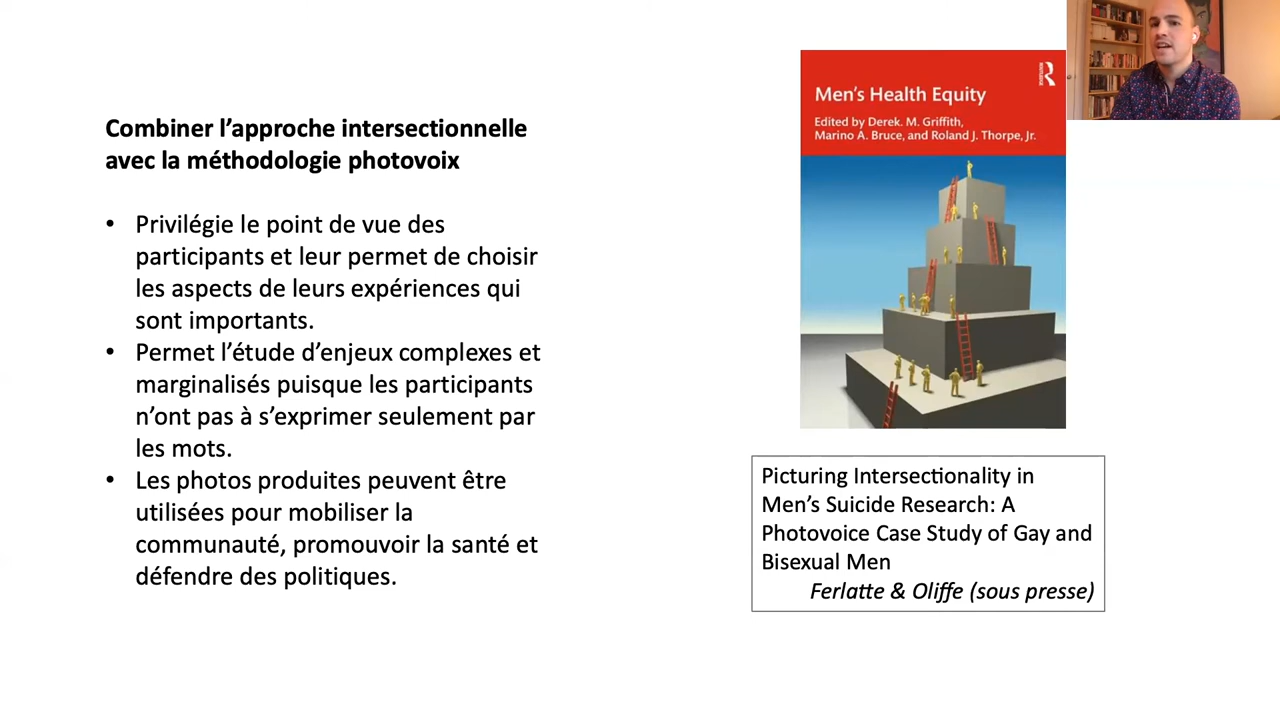 Combiner l’approche intersectionnelle
avec la méthodologie photovoix
• Privilégie le point de vue des
participants et leur permet de choisir
les aspects de leurs expériences qui
sont importants.
• Permet l’étude d’enjeux complexes et
marginalisés puisque les participants
n’ont pas à s’exprimer seulement par
les mots.
• Les photos produites peuvent être
utilisées pour mobiliser la
communauté, promouvoir la santé et
défendre des politiques.
R
Men’s Health Equity
Edited by Derek. M. Griffith,
Marino A. Bruce, and Roland J. Thorpe, Jr.
Picturing Intersectionality in
Men’s Suicide Research: A
Photovoice Case Study of Gay and
Bisexual Men
Ferlatte & Oliffe (sous presse)